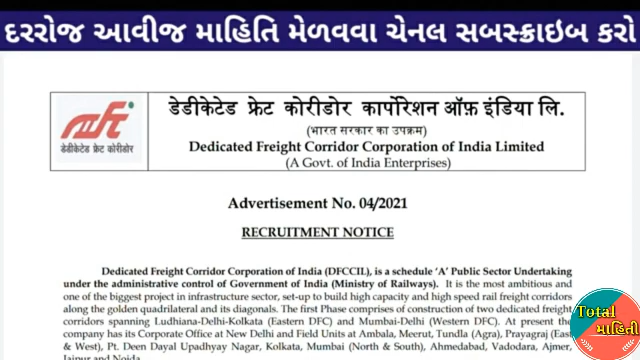 દરરોજ આવીજ માહિતિ મેળવવા ચેનલ સબસ્ક્રાઇબ કરો
डेडीकेटेड फ्रेट कोरीडोर कार्पोरेशन ऑफ़ इंडिया लि.
(भारत सरकार का उपक्रम)
डेडीकेटेड फ्रेट कोरीडोर
Dedicated Freight Corridor Corporation of India Limited
(A Govt. of India Enterprises)
Advertisement No. 04/2021
RECRUITMENT NOTICE
Dedicated Freight Corridor Corporation of India (DFCCIL), is a schedule 'A' Public Sector Undertaking
under the administrative control of Government of India (Ministry of Railways). It is the most ambitious and
one of the biggest project in infrastructure sector, set-up to build high capacity and high speed rail freight corridors
along the golden quadrilateral and its diagonals. The first Phase comprises of construction of two dedicated freight
corridors spanning Ludhiana-Delhi-Kolkata (Eastern DFC) and Mumbai-Delhi (Western DFC). At present the
company has its Corporate Office at New Delhi and Field Units at Ambala, Meerut, Tundla (Agra), Prayagraj (East
& West), Pt. Deen Dayal Upadhyay Nagar, Kolkata, Mumbai (North & South), Ahmedabad, Vadodara, Ajmer,
Jaipur and Noida
Total
માહિતી